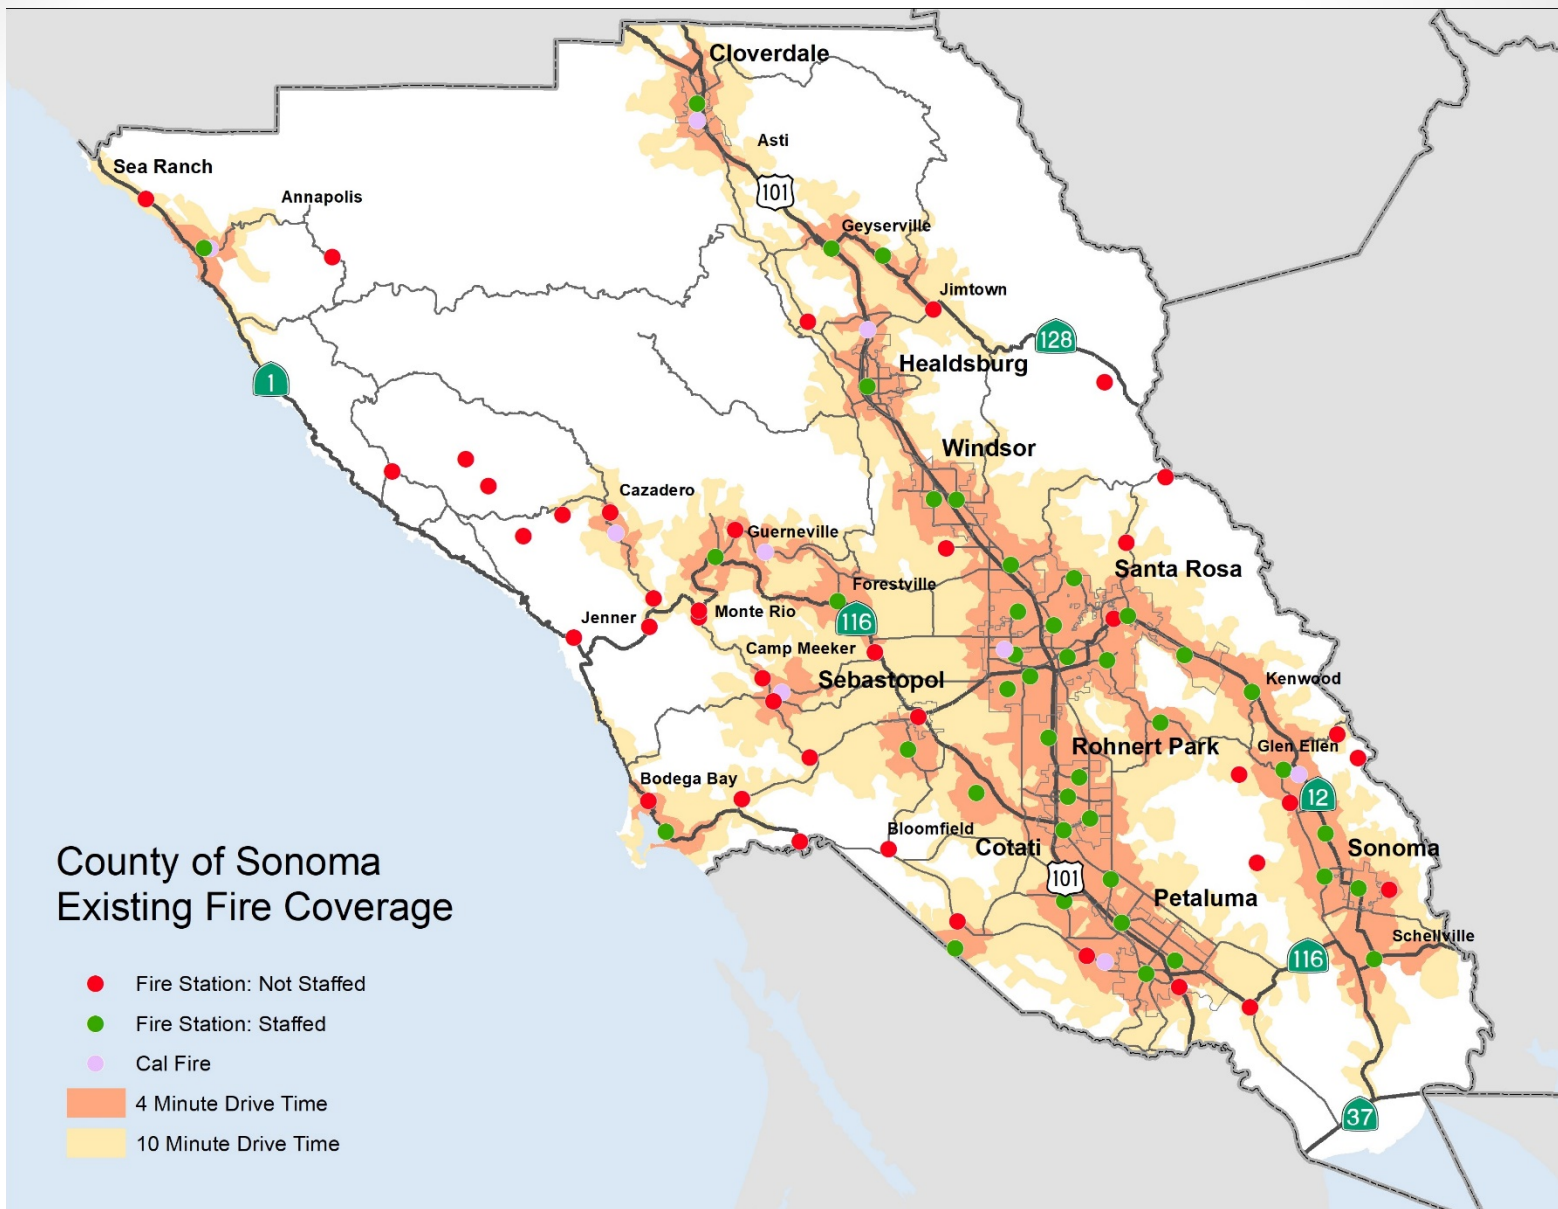 Cloverdale
Asti
Sea Ranch
101
Annapolis
Geyserville
Jimtown
128
Healdsburg
1
Windsor
Cazadero
Guerneville
Santa Rosa
Forestville
Jenner
Monte Rio
116
Camp Meeker
Sebastopol
Kenwood
Rohnert Park
Glen Ellen
Bodega Bay
12
Bloomfield
Cotati
Sonoma
101
Petaluma
Schellville
116
37
County of Sonoma
Existing Fire Coverage
Fire Station: Not Staffed
Fire Station: Staffed
Cal Fire
4 Minute Drive Time
10 Minute Drive Time